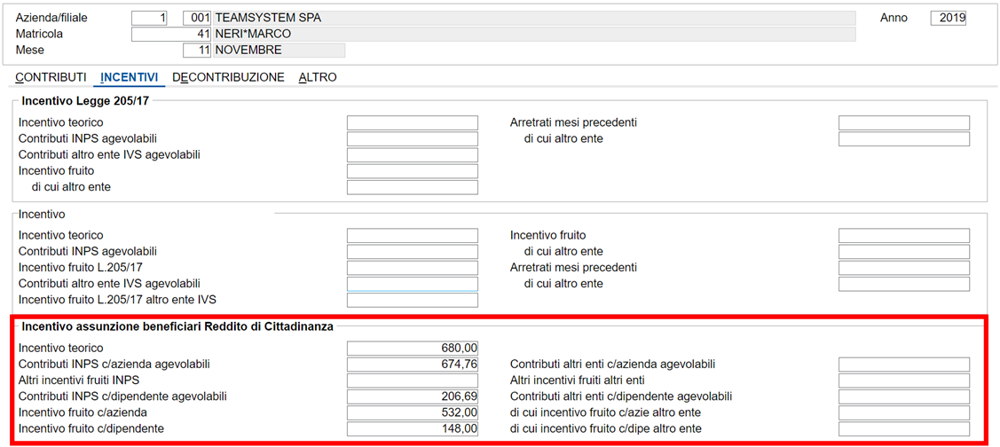 Azienda/filiale 1 001 TEAMSYSTEM SPA Anno 2019
Matricola 41 NERI*MARCO
Mese 11 NOVEMBRE
CONTRIBUTI INCENTIVI DECONTRIBUZIONE ALTRO
Incentivo Legge 205/17
Incentivo teorico Arretrati mesi precedenti
Contributi INPS agevolabili di cui altro ente
Contributi altro ente IVS agevolabili
Incentivo fruito
di cui altro ente
Incentivo
Incentivo teorico Incentivo fruito
Contributi INPS agevolabili di cui altro ente
Incentivo fruito L.205/17 Arretrati mesi precedenti
Contributi altro ente IVS agevolabili di cui altro ente
Incentivo fruito L.205/17 altro ente IVS
Incentivo assunzione beneficiari Reddito di Cittadinanza
Incentivo teorico 680,00
Contributi INPS c/azienda agevolabili 674,76 Contributi altri enti c/azienda agevolabili
Altri incentivi fruiti INPS Altri incentivi fruiti altri enti
Contributi INPS c/dipendente agevolabili 206,69 Contributi altri enti c/dipendente agevolabili
Incentivo fruito c/azienda 532,00 di cui incentivo fruito c/azie altro ente
Incentivo fruito c/dipendente 148,00 di cui incentivo fruito c/dipe altro ente